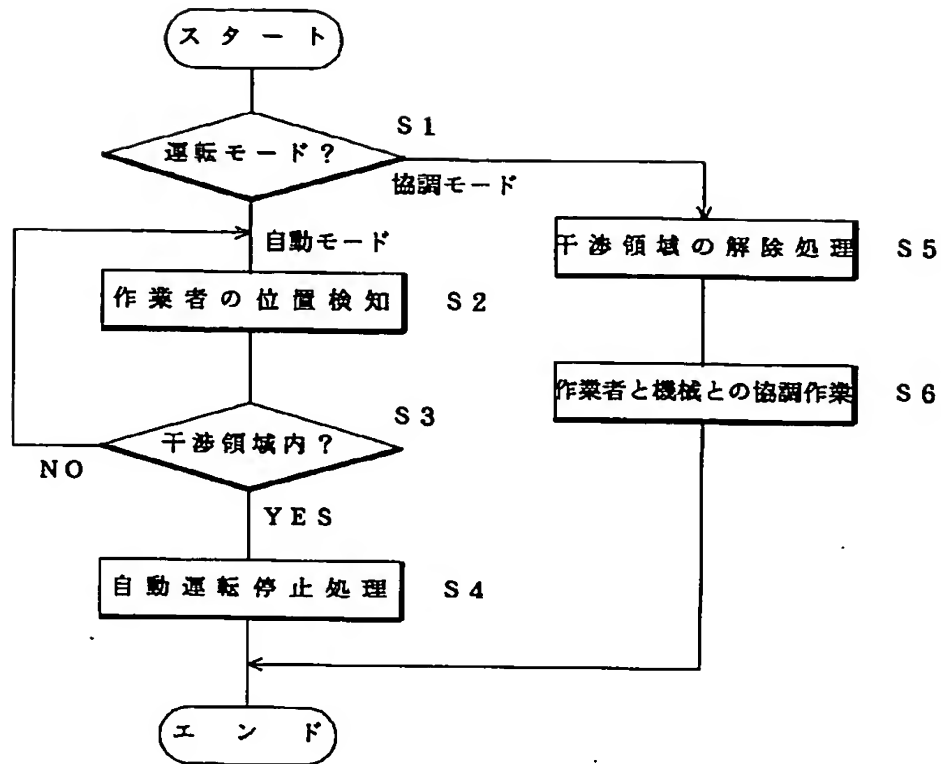 スタート
S1
運転モード?
協調モード
自動モード
干渉領域の解除処理 S5
作業者の位置検知 S2
作業者と機械との協調作業 S6
S3
干渉領域内?
NO
YES
自動運転停止処理 S4
エンド